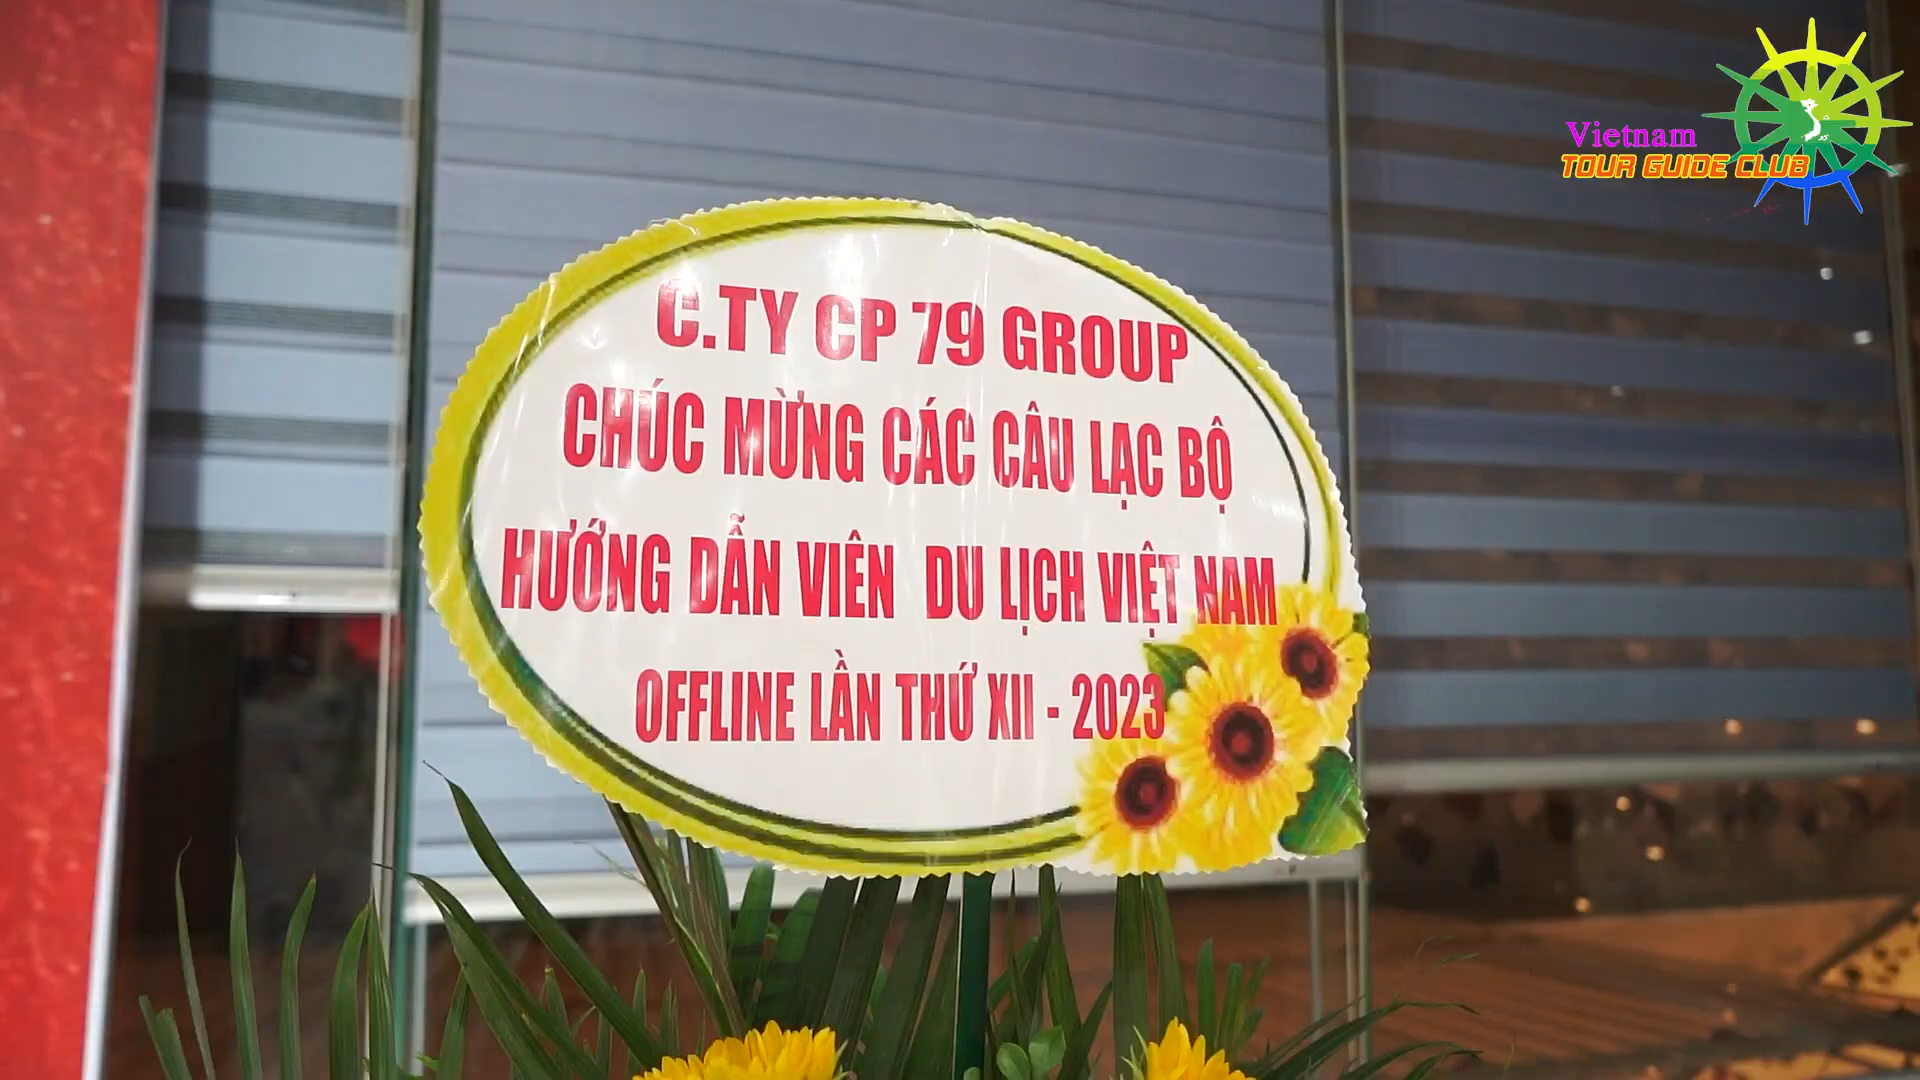 Vietnam
TOUR GUIDE CLUB
C.TY CP 79 GROUP
CHÚC MỪNG CÁC CÂU LẠC BỘ
HƯỚNG DẪN VIÊN DU LỊCH VIỆT NAM
OFFLINE LẦN THỨ XII - 2023